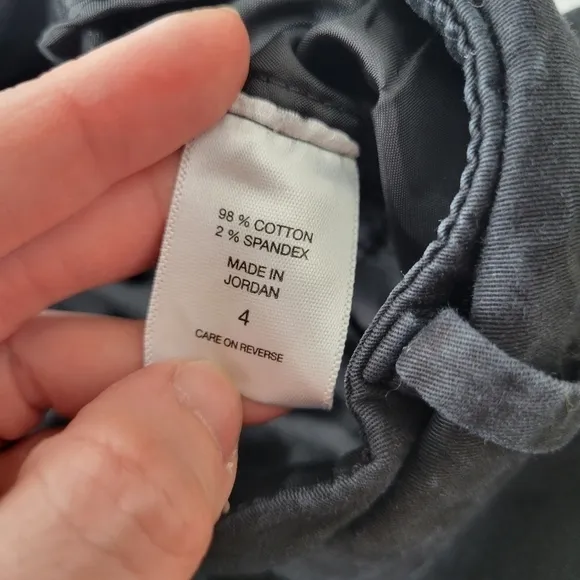 98 % COTTON
2 % SPANDEX
MADE IN
JORDAN
4
CARE ON REVERSE